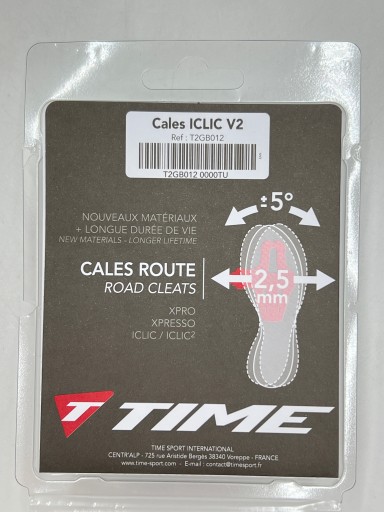 Cales ICLIC V2
Ref : T2GB012
T2GB012 0000TU
±5°
NOUVEAUX MATÉRIAUX
+ LONGUE DURÉE DE VIE
NEW MATERIALS - LONGER LIFETIME
CALES ROUTE
ROAD CLEATS
2,5
mm
XPRO
XPRESSO
ICLIC / ICLIC²
TIME
TIME SPORT INTERNATIONAL
CENTR'ALP - 725 rue Aristide Bergès 38340 Voreppe - FRANCE
www.time-sport.com - E-mail : contact@timesport.fr